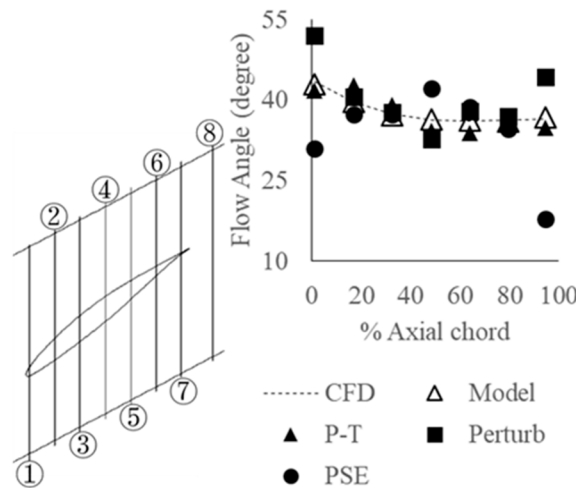 ① ② ③ ④ ⑤ ⑥ ⑦ ⑧
Flow Angle (degree)
55
40
25
10
0 20 40 60 80 100
% Axial chord
CFD Model
P-T Perturb
PSE